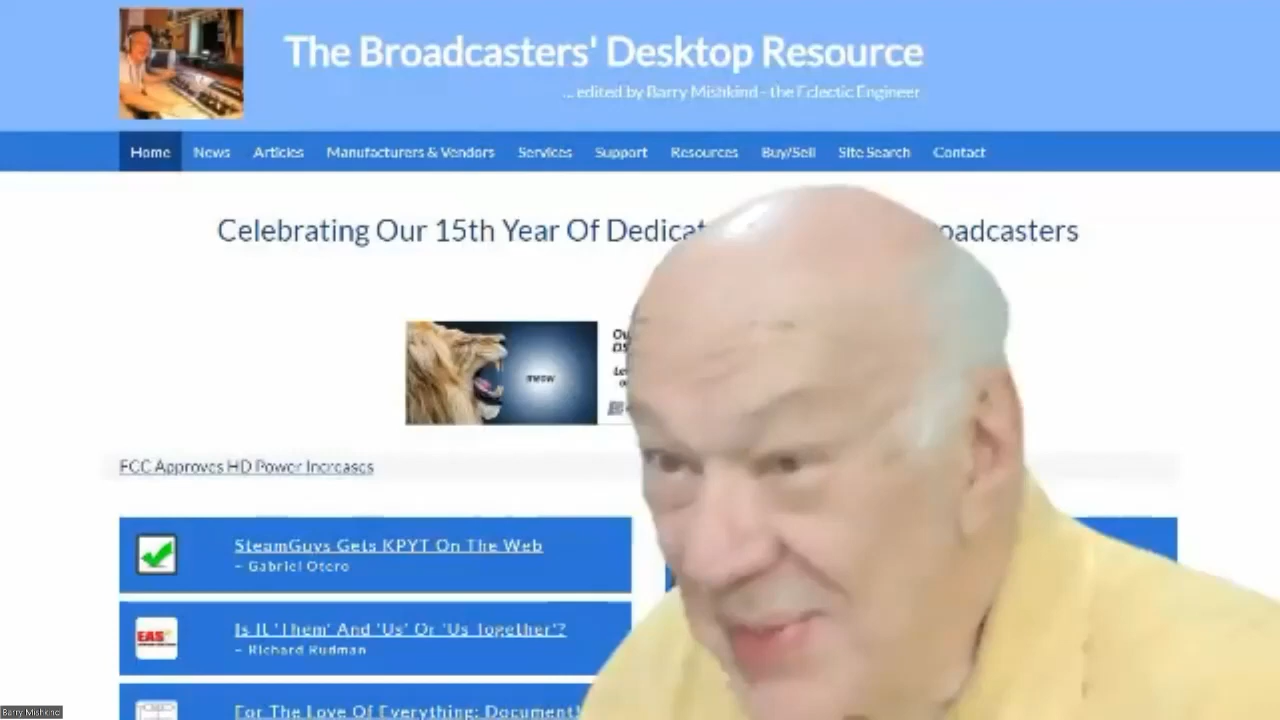 The Broadcasters' Desktop Resource
... edited by Barry Mishkind - the Eclectic Engineer
Home News Articles Manufacturers & Vendors Services Support Resources Buy/Sell Site Search Contact
Celebrating Our 15th Year Of Dedicat oadcasters
meow
Ou
FCC Approves HD Power Increases
SteamGuys Gets KPYT On The Web
~ Gabriel Otero
EAS
Is It 'Them' And 'Us' Or 'Us Together'?
~ Richard Rudman
For The Love Of Everything: Document!
Barry Mishkind